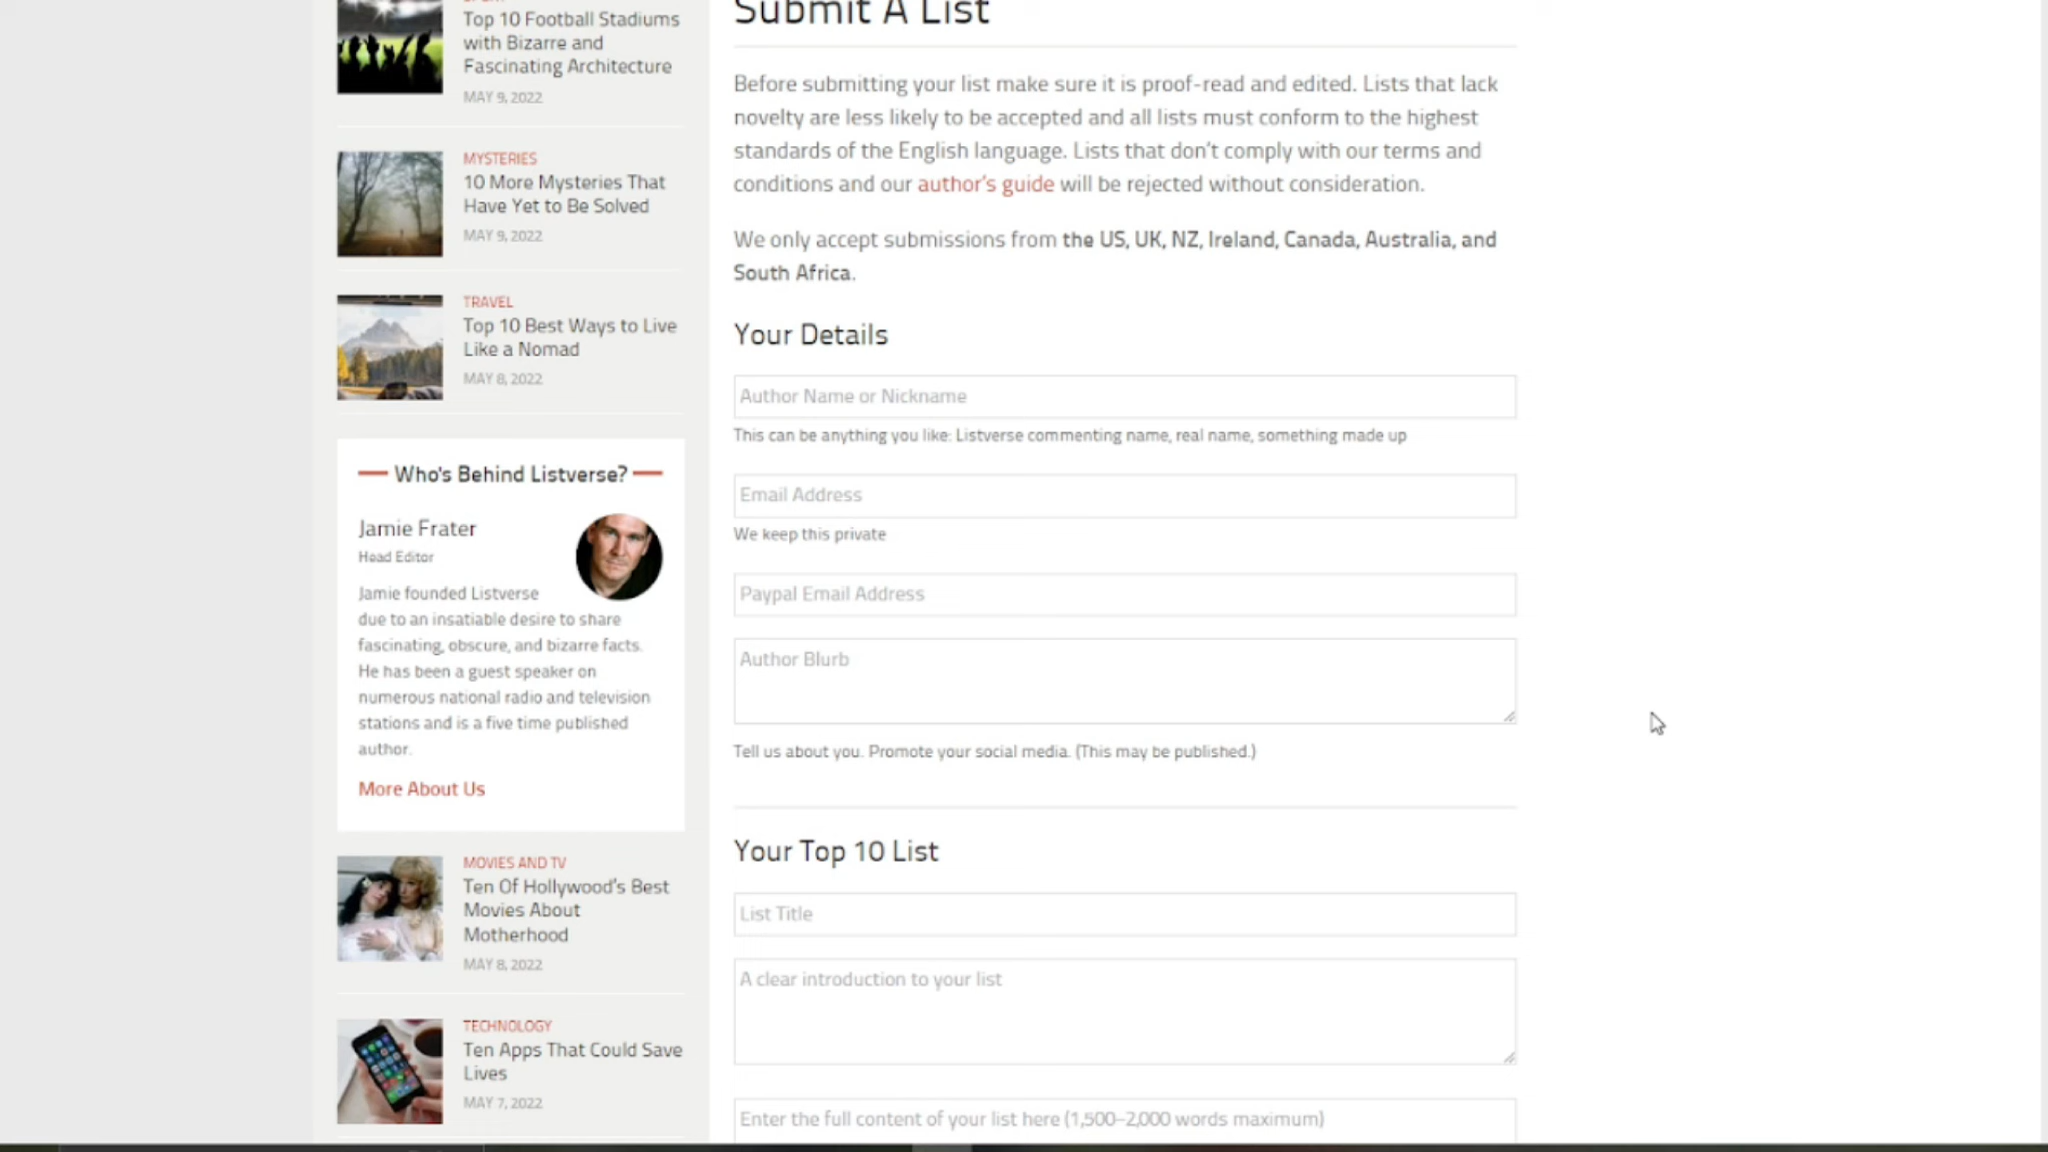 Top 10 Football Stadiums
with Bizarre and
Fascinating Architecture
MAY 9, 2022
MYSTERIES
10 More Mysteries That
Have Yet to Be Solved
MAY 9, 2022
TRAVEL
Top 10 Best Ways to Live
Like a Nomad
MAY 8, 2022
Who's Behind Listverse?
Jamie Frater
Head Editor
Jamie founded Listverse
due to an insatiable desire to share
fascinating, obscure, and bizarre facts.
He has been a guest speaker on
numerous national radio and television
stations and is a five time published
author.
More About Us
MOVIES AND TV
Ten Of Hollywood's Best
Movies About
Motherhood
MAY 8, 2022
TECHNOLOGY
Ten Apps That Could Save
Lives
MAY 7, 2022
Submit A List
Before submitting your list make sure it is proof-read and edited. Lists that lack
novelty are less likely to be accepted and all lists must conform to the highest
standards of the English language. Lists that don't comply with our terms and
conditions and our author's guide will be rejected without consideration.
We only accept submissions from the US, UK, NZ, Ireland, Canada, Australia, and
South Africa.
Your Details
Author Name or Nickname
This can be anything you like: Listverse commenting name, real name, something made up
Email Address
We keep this private
Paypal Email Address
Author Blurb
Tell us about you. Promote your social media. (This may be published.)
Your Top 10 List
List Title
A clear introduction to your list
Enter the full content of your list here (1,500–2,000 words maximum)